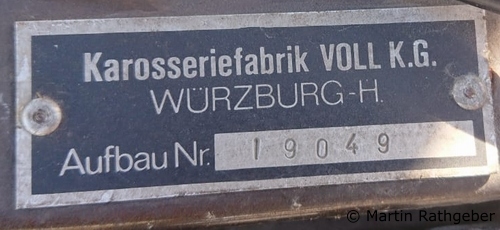 Karosseriefabrik VOLL K.G.
WÜRZBURG-H.
Aufbau Nr. 19049
© Martin Rathgeber